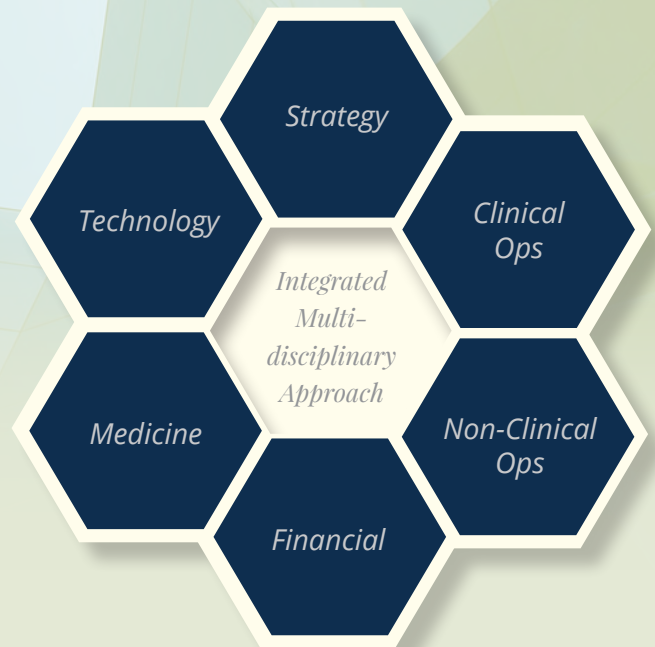 Strategy
Technology
Clinical
Ops
Integrated
Multi-
disciplinary
Approach
Medicine
Non-Clinical
Ops
Financial